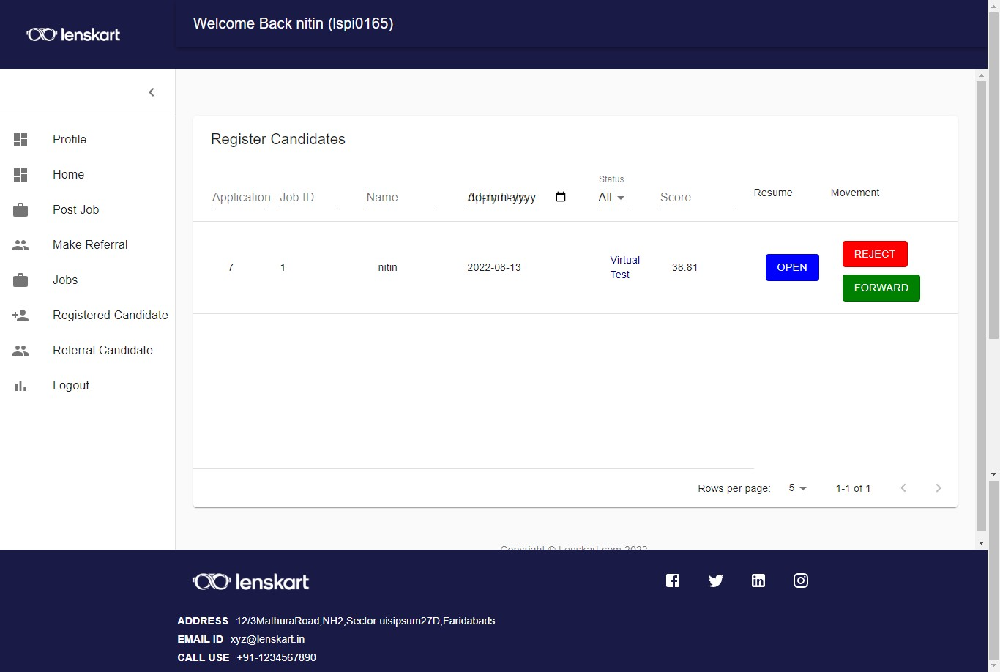 lenskart
Welcome Back nitin (lspi0165)
Profile
Home
Post Job
Make Referral
Jobs
Registered Candidate
Referral Candidate
Logout
Register Candidates
Application Job ID Name dd-mm-yyyy Status All Score Resume Movement
7 1 nitin 2022-08-13 Virtual Test 38.81 OPEN REJECT
FORWARD
Rows per page: 5 1-1 of 1
Copyright © Lenskart.com 2022
lenskart
ADDRESS 12/3MathuraRoad,NH2,Sector uisipsum27D,Faridabads
EMAIL ID xyz@lenskart.in
CALL USE +91-1234567890